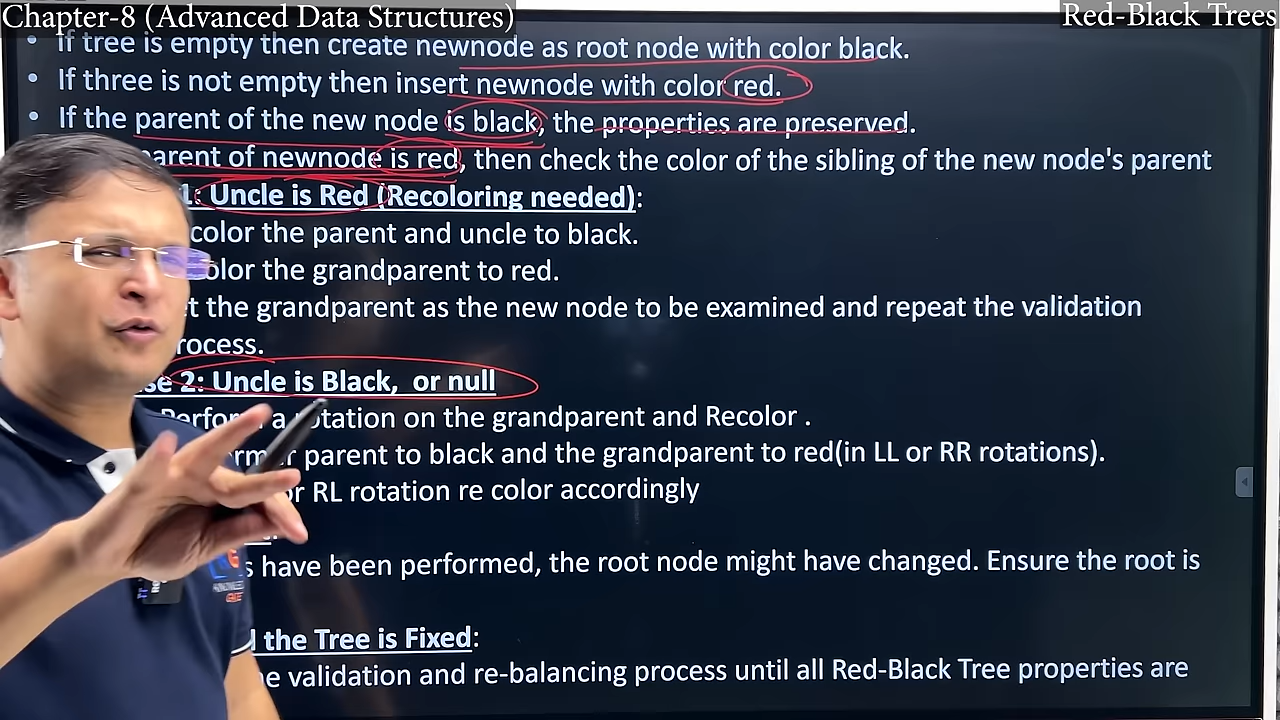 Chapter-8 (Advanced Data Structures)
Red-Black Trees
• If tree is empty then create newnode as root node with color black.
• If three is not empty then insert newnode with color red.
• If the parent of the new node is black, the properties are preserved.
parent of newnode is red, then check the color of the sibling of the new node's parent
1: Uncle is Red (Recoloring needed):
color the parent and uncle to black.
olor the grandparent to red.
t the grandparent as the new node to be examined and repeat the validation
rocess.
se 2: Uncle is Black, or null
Perform a rotation on the grandparent and Recolor .
rmer parent to black and the grandparent to red(in LL or RR rotations).
or RL rotation re color accordingly
s have been performed, the root node might have changed. Ensure the root is
the Tree is Fixed:
e validation and re-balancing process until all Red-Black Tree properties are